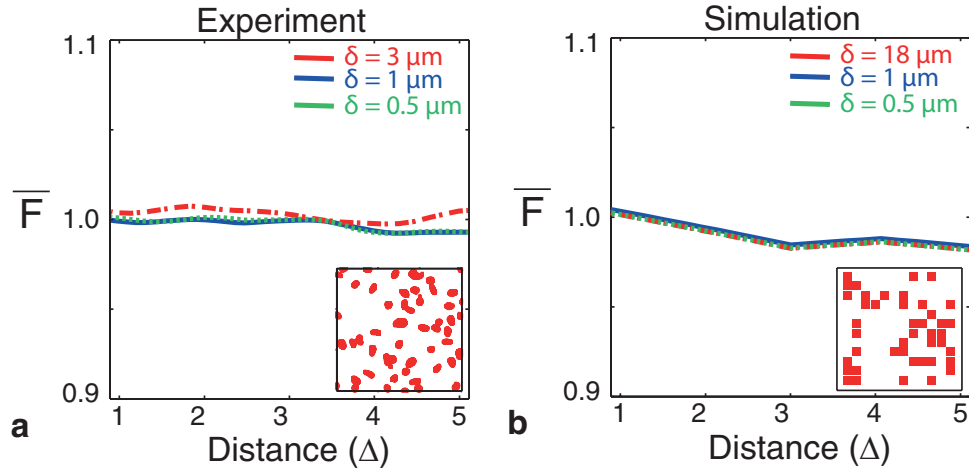 Experiment
1.1
δ = 3 µm
δ = 1 µm
δ = 0.5 µm
F
1.0
0.9
1 2 3 4 5
a
Distance (Δ)
Simulation
1.1
δ = 18 µm
δ = 1 µm
δ = 0.5 µm
F
1.0
0.9
1 2 3 4 5
b
Distance (Δ)